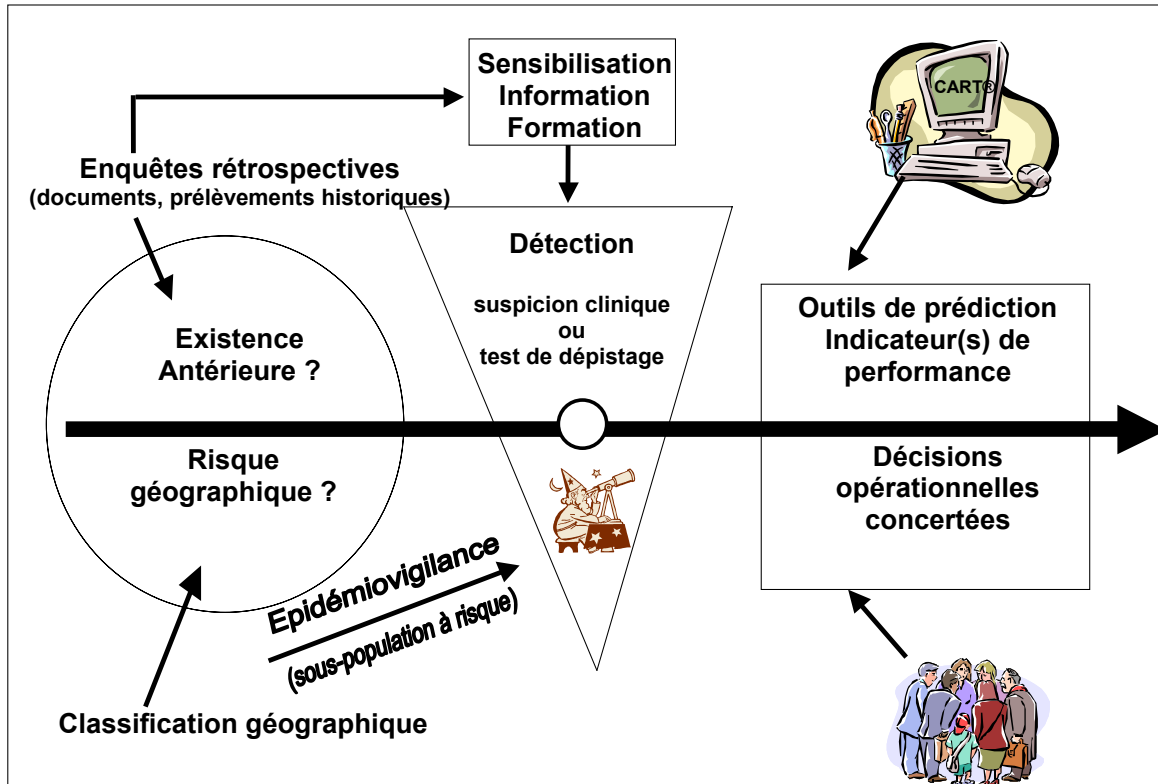 Sensibilisation
Information
Formation
CART®
Enquêtes rétrospectives
(documents, prélèvements historiques)
Détection
suspicion clinique
ou
test de dépistage
Existence
Antérieure ?
Risque
géographique ?
Outils de prédiction
Indicateur(s) de
performance
Décisions
opérationnelles
concertées
Epidémiovigilance
(sous-population à risque)
Classification géographique